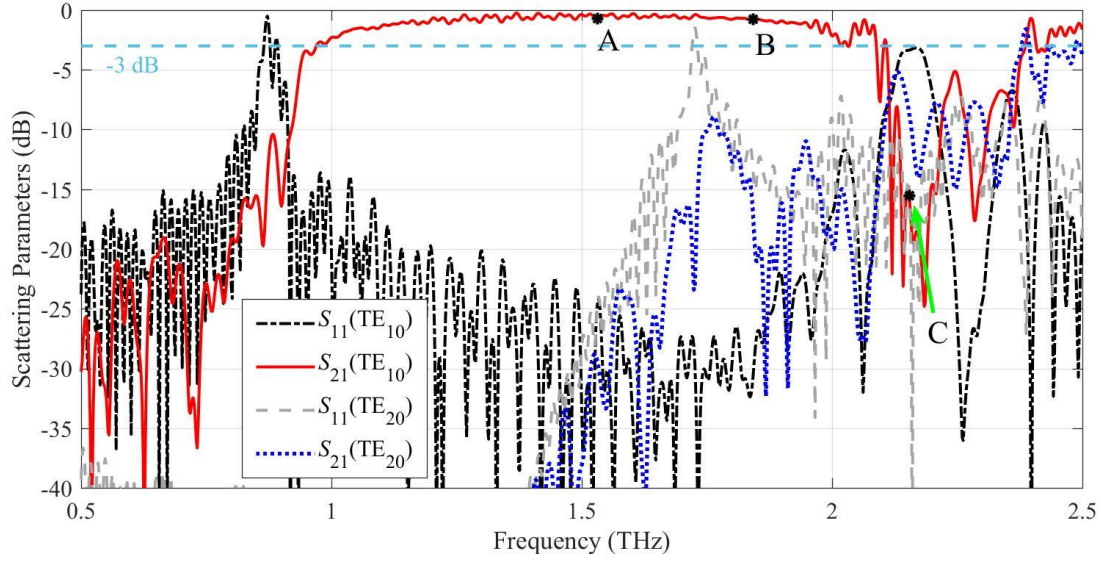 0
-5
-10
-15
-20
-25
-30
-35
-40
Scattering Parameters (dB)
-3 dB
A
B
C
S₁₁(TE₁₀)
S₂₁(TE₁₀)
S₁₁(TE₂₀)
S₂₁(TE₂₀)
0.5 1 1.5 2 2.5
Frequency (THz)